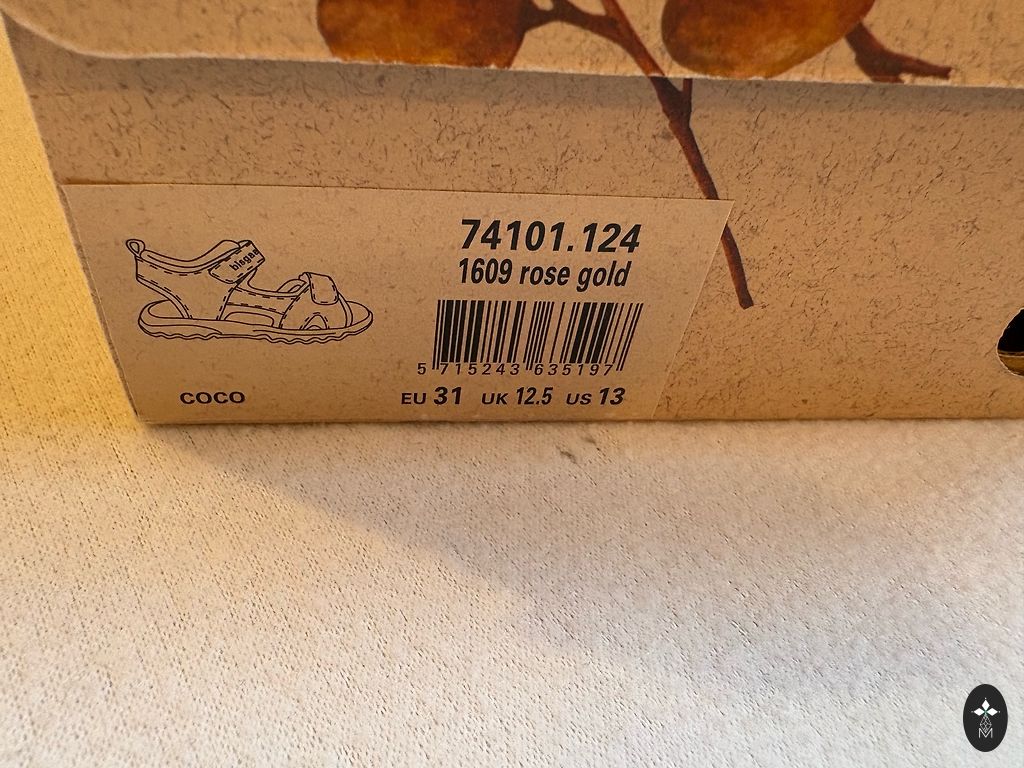 74101.124
1609 rose gold
5 715243 635197
COCO
EU 31 UK 12.5 US 13
M